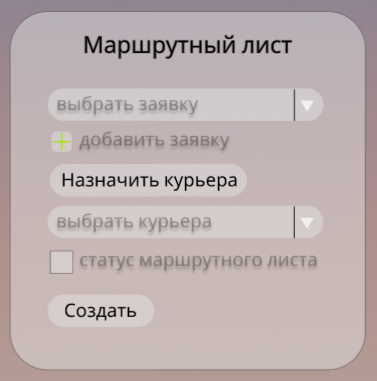 Маршрутный лист
выбрать заявку
добавить заявку
Назначить курьера
выбрать курьера
статус маршрутного листа
Создать